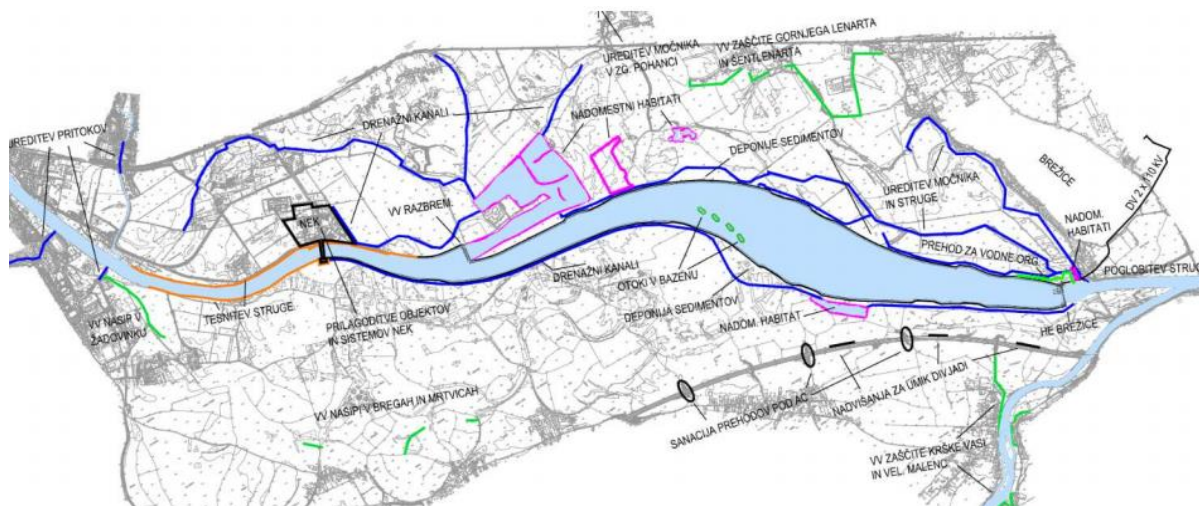 UREDITEV MOČNIKA
V ZG. POHANCI
VV ZAŠČITE GORNJEGA LENARTA
IN ŠENTLENARTA
UREDITEV PRITOKOV
DRENAŽNI KANALI
NADOMESTNI HABITATI
DEPONIJE SEDIMENTOV
BREŽICE
DV 2 x 110 kV
UREDITEV MOČNIKA
IN STRUGE
NADOM.
HABITATI
VV RAZBREM.
NEK
PREHOD ZA VODNE ORG.
POGLOBITEV STRUG
DRENAŽNI KANALI
OTOKI V BAZENU
DEPONIJA SEDIMENTOV
TESNITEV STRUGE
PRILAGODITVE OBJEKTOV
IN SISTEMOV NEK
VV NASIP V
ŽADOVINKU
NADOM. HABITAT
HE BREŽICE
VV NASIPI V BREGAH IN MRTVICAH
SANACIJA PREHODOV POD AC
NADVIŠANJA ZA UMIK DIVJADI
VV ZAŠČITE KRŠKE VASI
IN VEL. MALENC